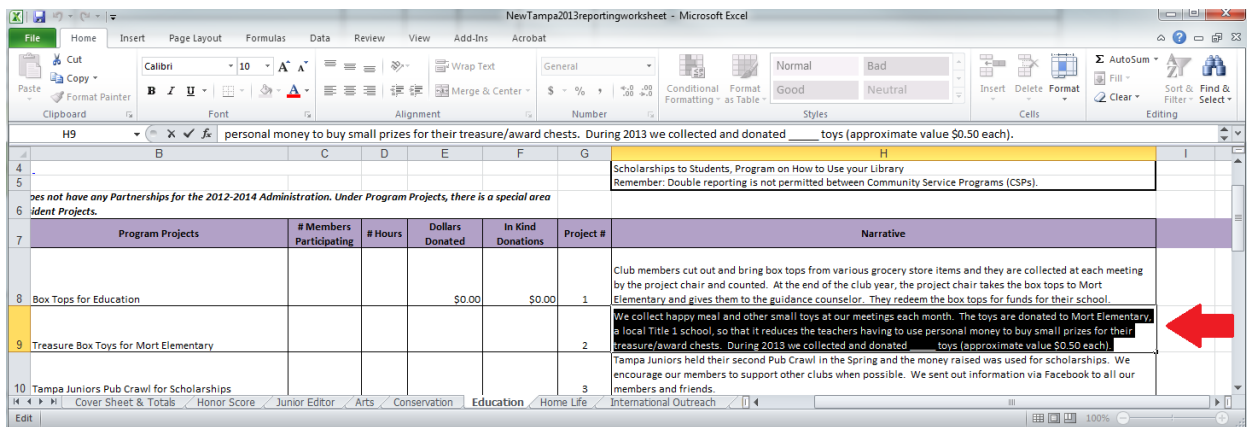 NewTampa2013reportingworksheet - Microsoft Excel
File Home Insert Page Layout Formulas Data Review View Add-Ins Acrobat
Paste
Cut
Copy
Format Painter
Clipboard
Calibri 10 A A
B I U A
Font
Wrap Text
Merge & Center
Alignment
General
$ % , .0 .00 .00 .0
Number
Conditional Formatting
Format as Table
Normal Bad
Good Neutral
Styles
Insert Delete Format
Cells
Σ AutoSum
Fill
Clear
Sort & Filter
Find & Select
Editing
H9 fx personal money to buy small prizes for their treasure/award chests. During 2013 we collected and donated _____ toys (approximate value $0.50 each).
B C D E F G H I
4 Scholarships to Students, Program on How to Use your Library
5 Remember: Double reporting is not permitted between Community Service Programs (CSPs).
oes not have any Partnerships for the 2012-2014 Administration. Under Program Projects, there is a special area
6 ident Projects.
7 Program Projects # Members Participating # Hours Dollars Donated In Kind Donations Project # Narrative
Club members cut out and bring box tops from various grocery store items and they are collected at each meeting
by the project chair and counted. At the end of the club year, the project chair takes the box tops to Mort
8 Box Tops for Education $0.00 $0.00 1 Elementary and gives them to the guidance counselor. They redeem the box tops for funds for their school.
We collect happy meal and other small toys at our meetings each month. The toys are donated to Mort Elementary,
a local Title 1 school, so that it reduces the teachers having to use personal money to buy small prizes for their
9 Treasure Box Toys for Mort Elementary 2 treasure/award chests. During 2013 we collected and donated _____ toys (approximate value $0.50 each).
Tampa Juniors held their second Pub Crawl in the Spring and the money raised was used for scholarships. We
encourage our members to support other clubs when possible. We sent out information via Facebook to all our
10 Tampa Juniors Pub Crawl for Scholarships 3 members and friends.
Cover Sheet & Totals Honor Score Junior Editor Arts Conservation Education Home Life International Outreach
Edit 100%